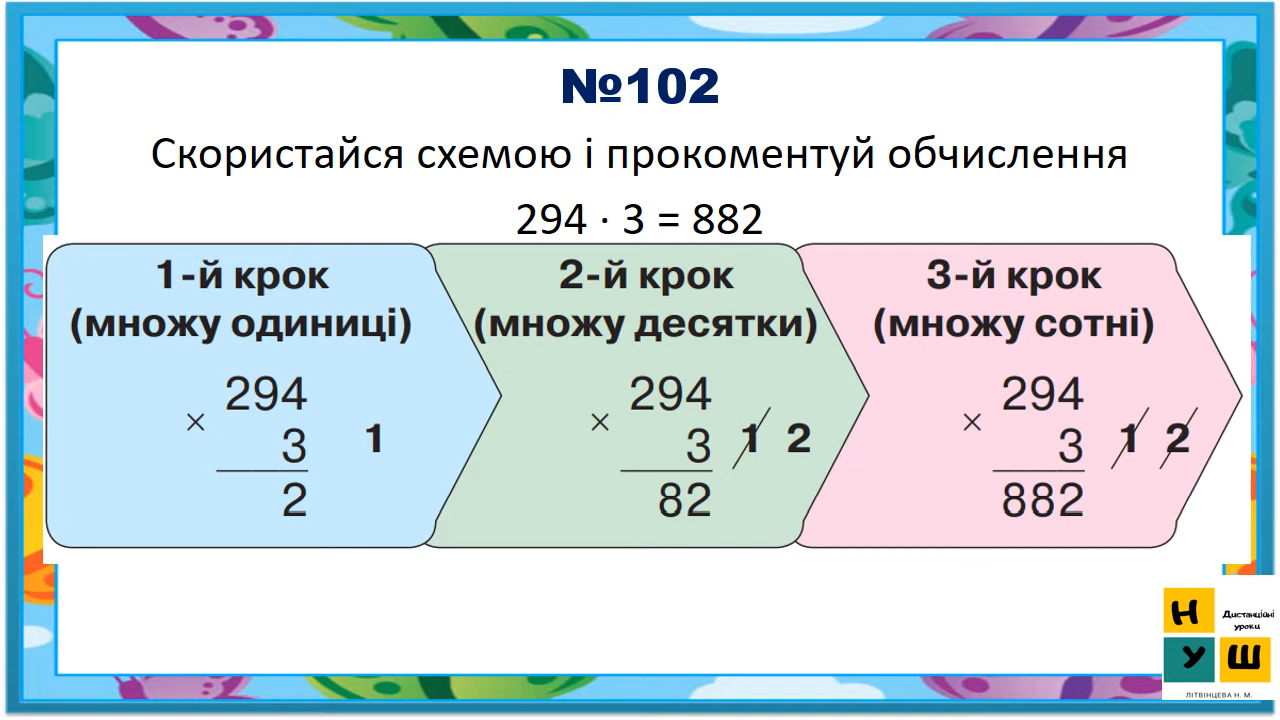 №102
Скористайся схемою і прокоментуй обчислення
294 · 3 = 882
1-й крок
(множу одиниці)
294
×
3 1
2
2-й крок
(множу десятки)
294
×
3 1 2
82
3-й крок
(множу сотні)
294
×
3 1 2
882
Н
Дистанційні
уроки
У Ш
ЛІТВІНЦЕВА Н. М.